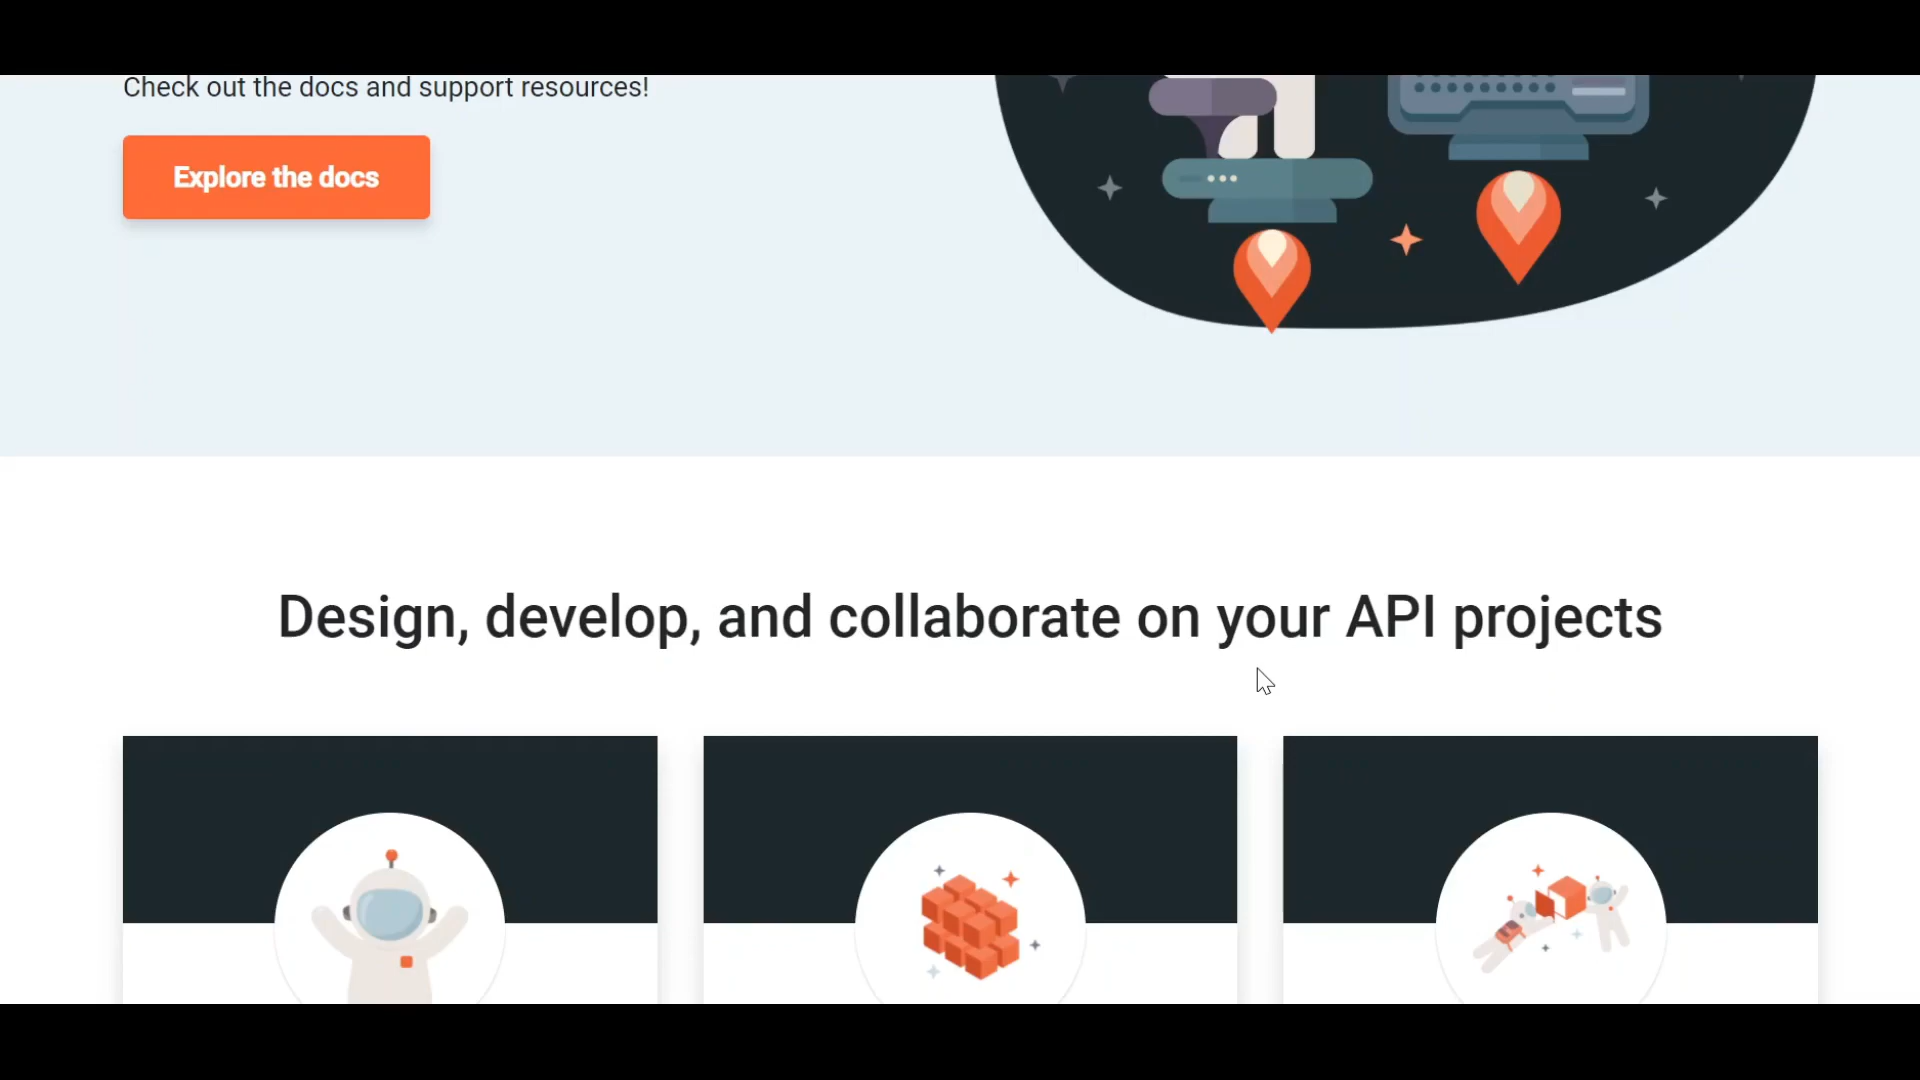 Check out the docs and support resources!
Explore the docs
Design, develop, and collaborate on your API projects